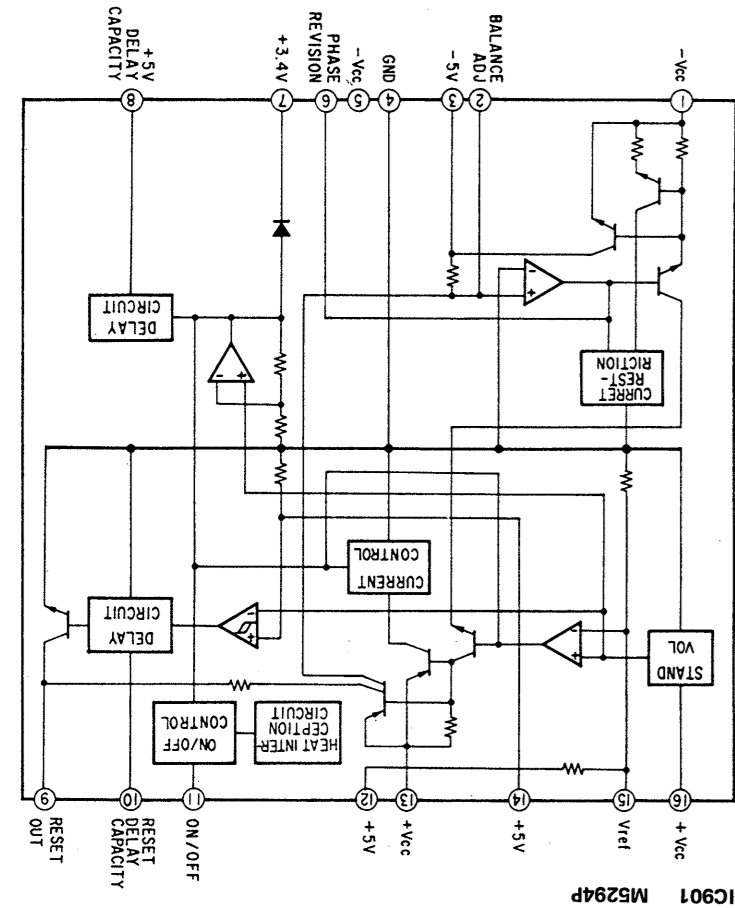 IC901 M5294P
+Vcc
16
Vref
15
+5V
14
+Vcc
13
+5V
12
ON/OFF
11
RESET
DELAY
CAPACITY
10
RESET
OUT
9
STAND
VOL
-
+
CURRENT
CONTROL
+
-
DELAY
CIRCUIT
ON/OFF
CONTROL
HEAT INTER-
CEPTION
CIRCUIT
CURRET
REST-
RICTION
-
+
+
-
DELAY
CIRCUIT
1
-Vcc
2
BALANCE
ADJ
3
-5V
4
GND
5
-Vcc
6
PHASE
REVISION
7
+3.4V
8
+5V
DELAY
CAPACITY